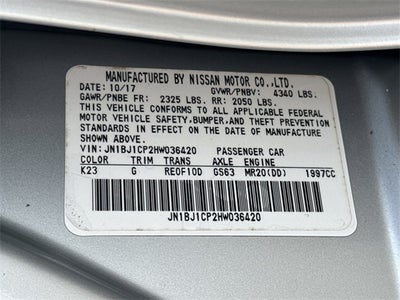 MANUFACTURED BY NISSAN MOTOR CO.,LTD.
DATE: 10/17 GVWR/PNBV: 4340 LBS.
GAWR/PNBE FR: 2325 LBS. RR: 2050 LBS.
THIS VEHICLE CONFORMS TO ALL APPLICABLE FEDERAL
MOTOR VEHICLE SAFETY,BUMPER,AND THEFT PREVENTION
STANDARDS IN EFFECT ON THE DATE OF MANUFACTURE
SHOWN ABOVE.
VIN: JN1BJ1CP2HW036420 PASSENGER CAR
COLOR TRIM TRANS AXLE ENGINE
K23 G RE0F10D GS63 MR20(DD) 1997CC
JN1BJ1CP2HW036420